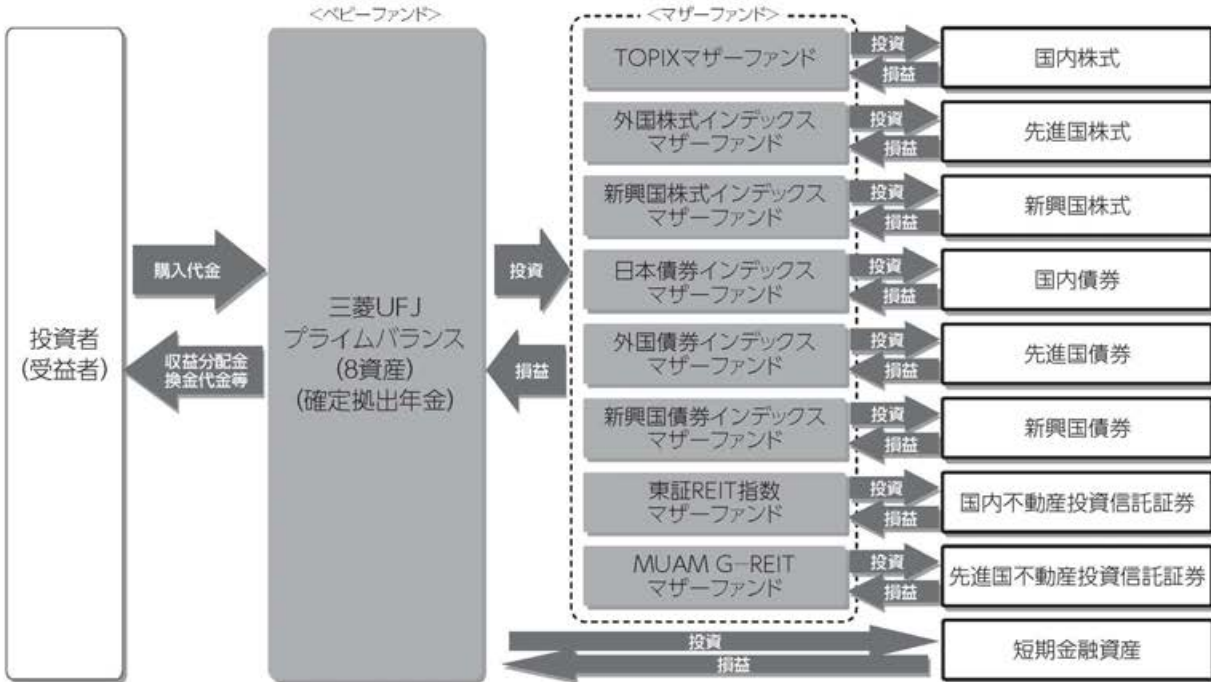 <ベビーファンド>
<マザーファンド>
投資者
(受益者)
購入代金
収益分配金
換金代金等
三菱UFJ
プライムバランス
(8資産)
(確定拠出年金)
投資
損益
TOPIXマザーファンド
投資
損益
国内株式
外国株式インデックス
マザーファンド
投資
損益
先進国株式
新興国株式インデックス
マザーファンド
投資
損益
新興国株式
日本債券インデックス
マザーファンド
投資
損益
国内債券
外国債券インデックス
マザーファンド
投資
損益
先進国債券
新興国債券インデックス
マザーファンド
投資
損益
新興国債券
東証REIT指数
マザーファンド
投資
損益
国内不動産投資信託証券
MUAM G-REIT
マザーファンド
投資
損益
先進国不動産投資信託証券
投資
損益
短期金融資産